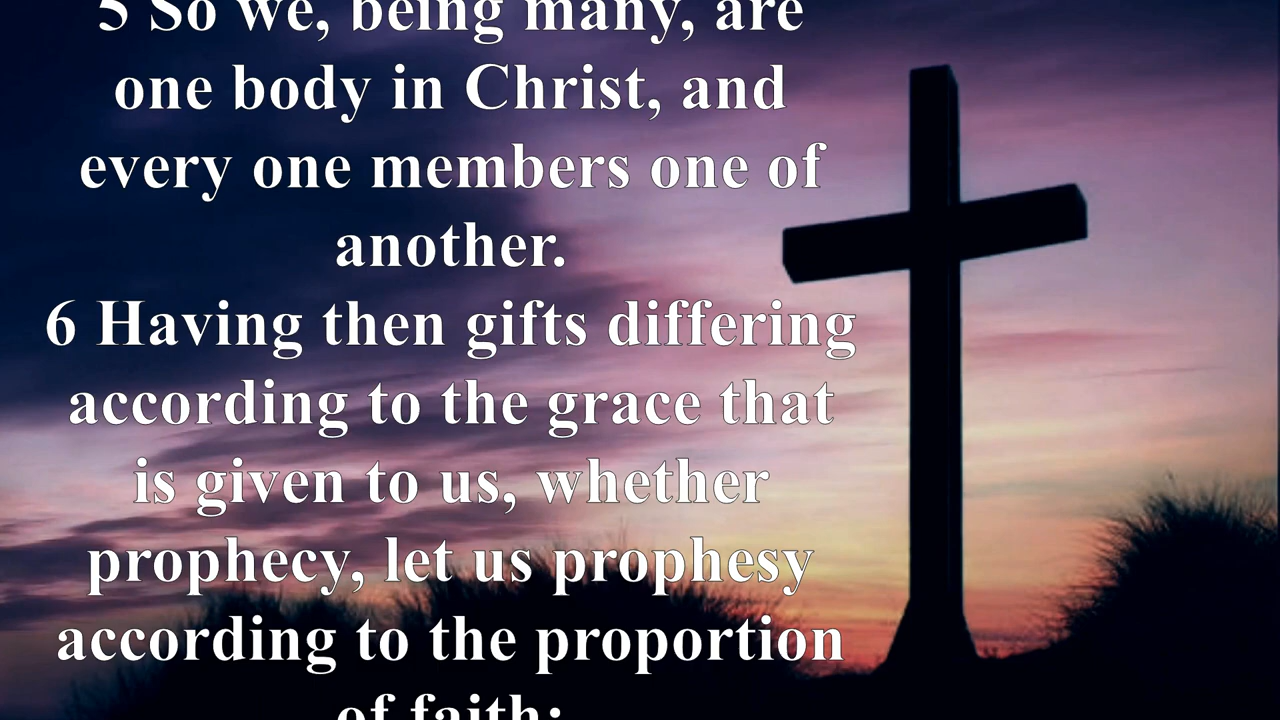 5 So we, being many, are
one body in Christ, and
every one members one of
another.
6 Having then gifts differing
according to the grace that
is given to us, whether
prophecy, let us prophesy
according to the proportion
of faith;